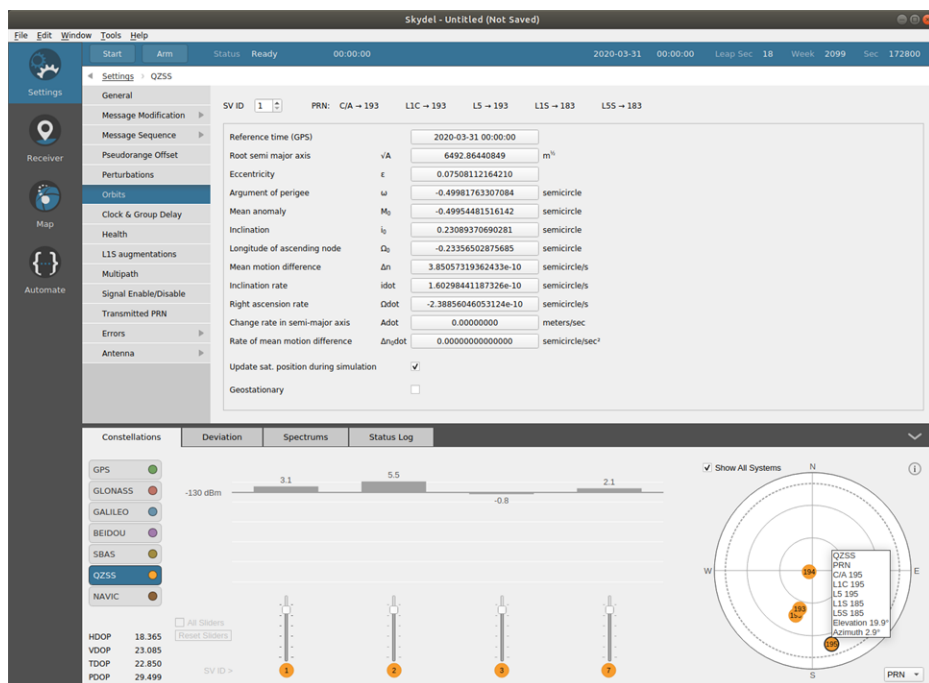 Skydel - Untitled (Not Saved)
File Edit Window Tools Help
Start Arm Status Ready 00:00:00 2020-03-31 00:00:00 Leap Sec 18 Week 2099 Sec 172800
Settings
Receiver
Map
Automate
Settings QZSS
General
Message Modification
Message Sequence
Pseudorange Offset
Perturbations
Orbits
Clock & Group Delay
Health
L1S augmentations
Multipath
Signal Enable/Disable
Transmitted PRN
Errors
Antenna
SV ID 1 PRN: C/A → 193 L1C → 193 L5 → 193 L1S → 183 L5S → 183
Reference time (GPS) 2020-03-31 00:00:00
Root semi major axis √A 6492.86440849 m½
Eccentricity ε 0.07508112164210
Argument of perigee ω -0.49981763307084 semicircle
Mean anomaly M₀ -0.49954481516142 semicircle
Inclination i₀ 0.23089370690281 semicircle
Longitude of ascending node Ω₀ -0.23356502875685 semicircle
Mean motion difference Δn 3.85057319362433e-10 semicircle/s
Inclination rate idot 1.60298441187326e-10 semicircle/s
Right ascension rate Ωdot -2.38856046053124e-10 semicircle/s
Change rate in semi-major axis Adot 0.00000000 meters/sec
Rate of mean motion difference Δn₀dot 0.00000000000000 semicircle/sec²
Update sat. position during simulation
Geostationary
Constellations Deviation Spectrums Status Log
GPS
GLONASS
GALILEO
BEIDOU
SBAS
QZSS
NAVIC
HDOP 18.365
VDOP 23.085
TDOP 22.850
PDOP 29.499
-130 dBm
3.1 5.5 -0.8 2.1
All Sliders
Reset Sliders
SV ID >
1 2 3 7
Show All Systems
N
W
E
S
194
193
195
QZSS
PRN
C/A 195
L1C 195
L5 195
L1S 185
L5S 185
Elevation 19.9°
Azimuth 2.9°
PRN